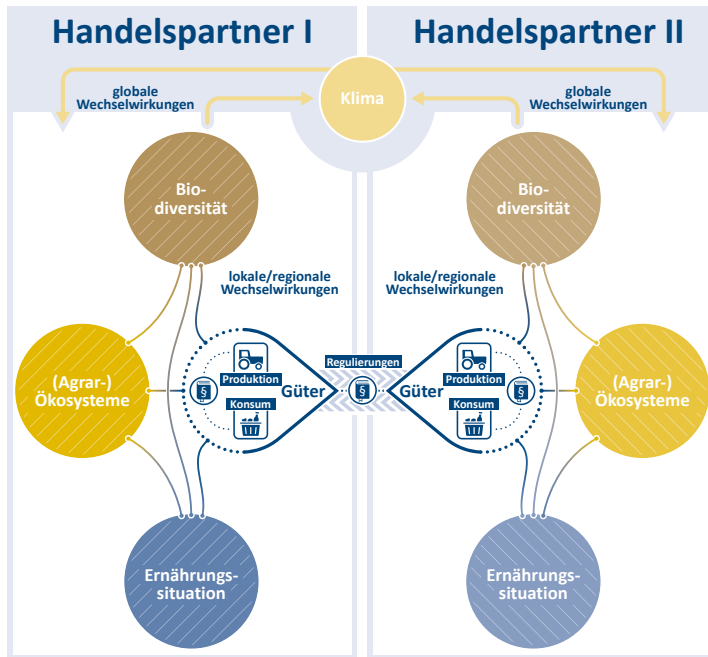 Handelspartner I
Handelspartner II
Klima
globale
Wechselwirkungen
globale
Wechselwirkungen
Bio-
diversität
Bio-
diversität
lokale/regionale
Wechselwirkungen
lokale/regionale
Wechselwirkungen
(Agrar-)
Ökosysteme
§
Produktion
Konsum
Güter
Regulierungen
§
Güter
Produktion
Konsum
§
(Agrar-)
Ökosysteme
Ernährungs-
situation
Ernährungs-
situation